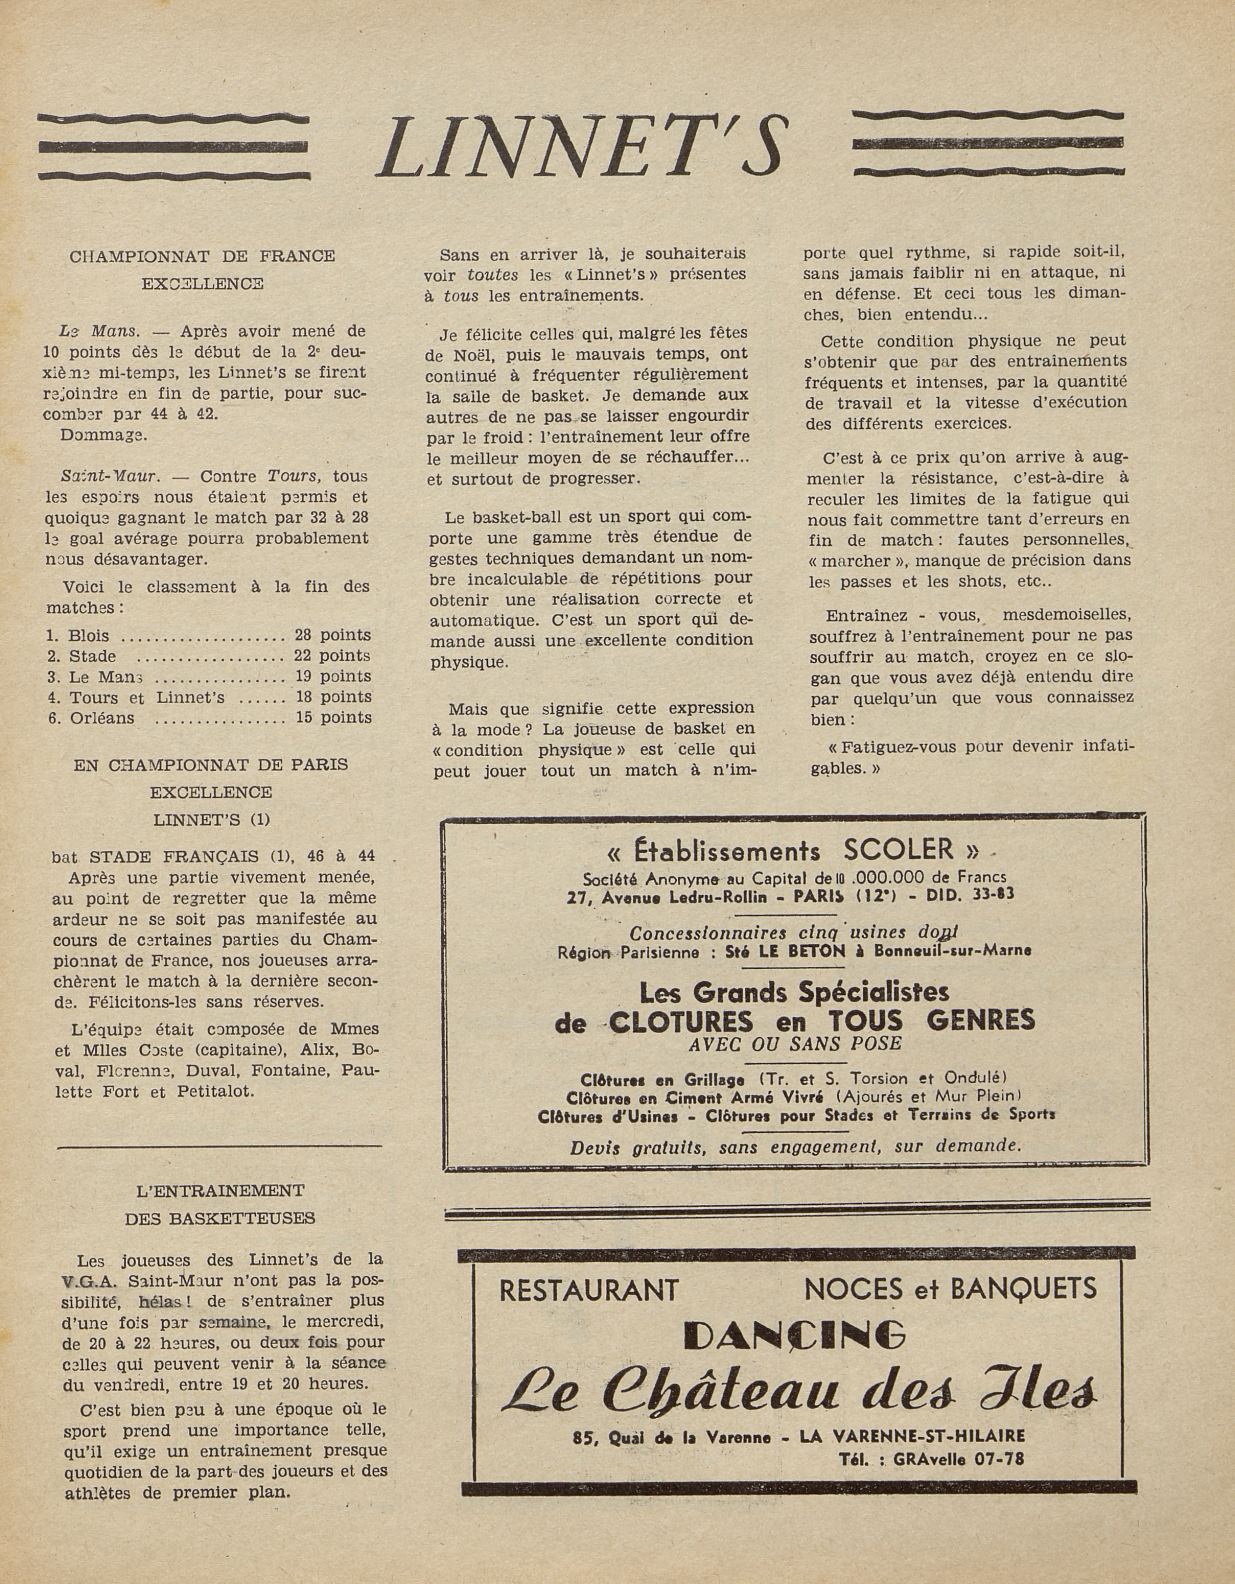 LINNET'S
CHAMPIONNAT DE FRANCE
EXCELLENCE
Le Mans. — Après avoir mené de
10 points dès le début de la 2e deu-
xième mi-temps, les Linnet's se firent
rejoindre en fin de partie, pour suc-
comber par 44 à 42.
Dommage.
Saint-Maur. — Contre Tours, tous
les espoirs nous étaient permis et
quoique gagnant le match par 32 à 28
le goal avérage pourra probablement
nous désavantager.
Voici le classement à la fin des
matches :
1. Blois .................... 28 points
2. Stade .................. 22 points
3. Le Mans ................ 19 points
4. Tours et Linnet's ...... 18 points
6. Orléans ................ 15 points
EN CHAMPIONNAT DE PARIS
EXCELLENCE
LINNET'S (1)
bat STADE FRANÇAIS (1), 46 à 44
Après une partie vivement menée,
au point de regretter que la même
ardeur ne se soit pas manifestée au
cours de certaines parties du Cham-
pionnat de France, nos joueuses arra-
chèrent le match à la dernière secon-
de. Félicitons-les sans réserves.
L'équipe était composée de Mmes
et Mlles Coste (capitaine), Alix, Bo-
val, Florenne, Duval, Fontaine, Pau-
lette Fort et Petitalot.
L'ENTRAINEMENT
DES BASKETTEUSES
Les joueuses des Linnet's de la
V.G.A. Saint-Maur n'ont pas la pos-
sibilité, hélas ! de s'entraîner plus
d'une fois par semaine, le mercredi,
de 20 à 22 heures, ou deux fois pour
celles qui peuvent venir à la séance
du vendredi, entre 19 et 20 heures.
C'est bien peu à une époque où le
sport prend une importance telle,
qu'il exige un entraînement presque
quotidien de la part des joueurs et des
athlètes de premier plan.
Sans en arriver là, je souhaiterais
voir toutes les « Linnet's » présentes
à tous les entraînements.
Je félicite celles qui, malgré les fêtes
de Noël, puis le mauvais temps, ont
continué à fréquenter régulièrement
la salle de basket. Je demande aux
autres de ne pas se laisser engourdir
par le froid : l'entraînement leur offre
le meilleur moyen de se réchauffer...
et surtout de progresser.
Le basket-ball est un sport qui com-
porte une gamme très étendue de
gestes techniques demandant un nom-
bre incalculable de répétitions pour
obtenir une réalisation correcte et
automatique. C'est un sport qui de-
mande aussi une excellente condition
physique.
Mais que signifie cette expression
à la mode ? La joueuse de basket en
« condition physique » est celle qui
peut jouer tout un match à n'im-
porte quel rythme, si rapide soit-il,
sans jamais faiblir ni en attaque, ni
en défense. Et ceci tous les diman-
ches, bien entendu...
Cette condition physique ne peut
s'obtenir que par des entraînements
fréquents et intenses, par la quantité
de travail et la vitesse d'exécution
des différents exercices.
C'est à ce prix qu'on arrive à aug-
menter la résistance, c'est-à-dire à
reculer les limites de la fatigue qui
nous fait commettre tant d'erreurs en
fin de match : fautes personnelles,
« marcher », manque de précision dans
les passes et les shots, etc..
Entraînez - vous, mesdemoiselles,
souffrez à l'entraînement pour ne pas
souffrir au match, croyez en ce slo-
gan que vous avez déjà entendu dire
par quelqu'un que vous connaissez
bien :
« Fatiguez-vous pour devenir infati-
gables. »
« Établissements SCOLER »
Société Anonyme au Capital de 10 .000.000 de Francs
27, Avenue Ledru-Rollin - PARIS (12e) - DID. 33-83
Concessionnaires cinq usines dont
Région Parisienne : Sté LE BETON à Bonneuil-sur-Marne
Les Grands Spécialistes
de CLOTURES en TOUS GENRES
AVEC OU SANS POSE
Clôtures en Grillage (Tr. et S. Torsion et Ondulé)
Clôtures en Ciment Armé Vivré (Ajourés et Mur Plein)
Clôtures d'Usines - Clôtures pour Stades et Terrains de Sports
Devis gratuits, sans engagement, sur demande.
RESTAURANT NOCES et BANQUETS
DANCING
Le Château des Iles
85, Quai de la Varenne - LA VARENNE-ST-HILAIRE
Tél. : GRAvelle 07-78